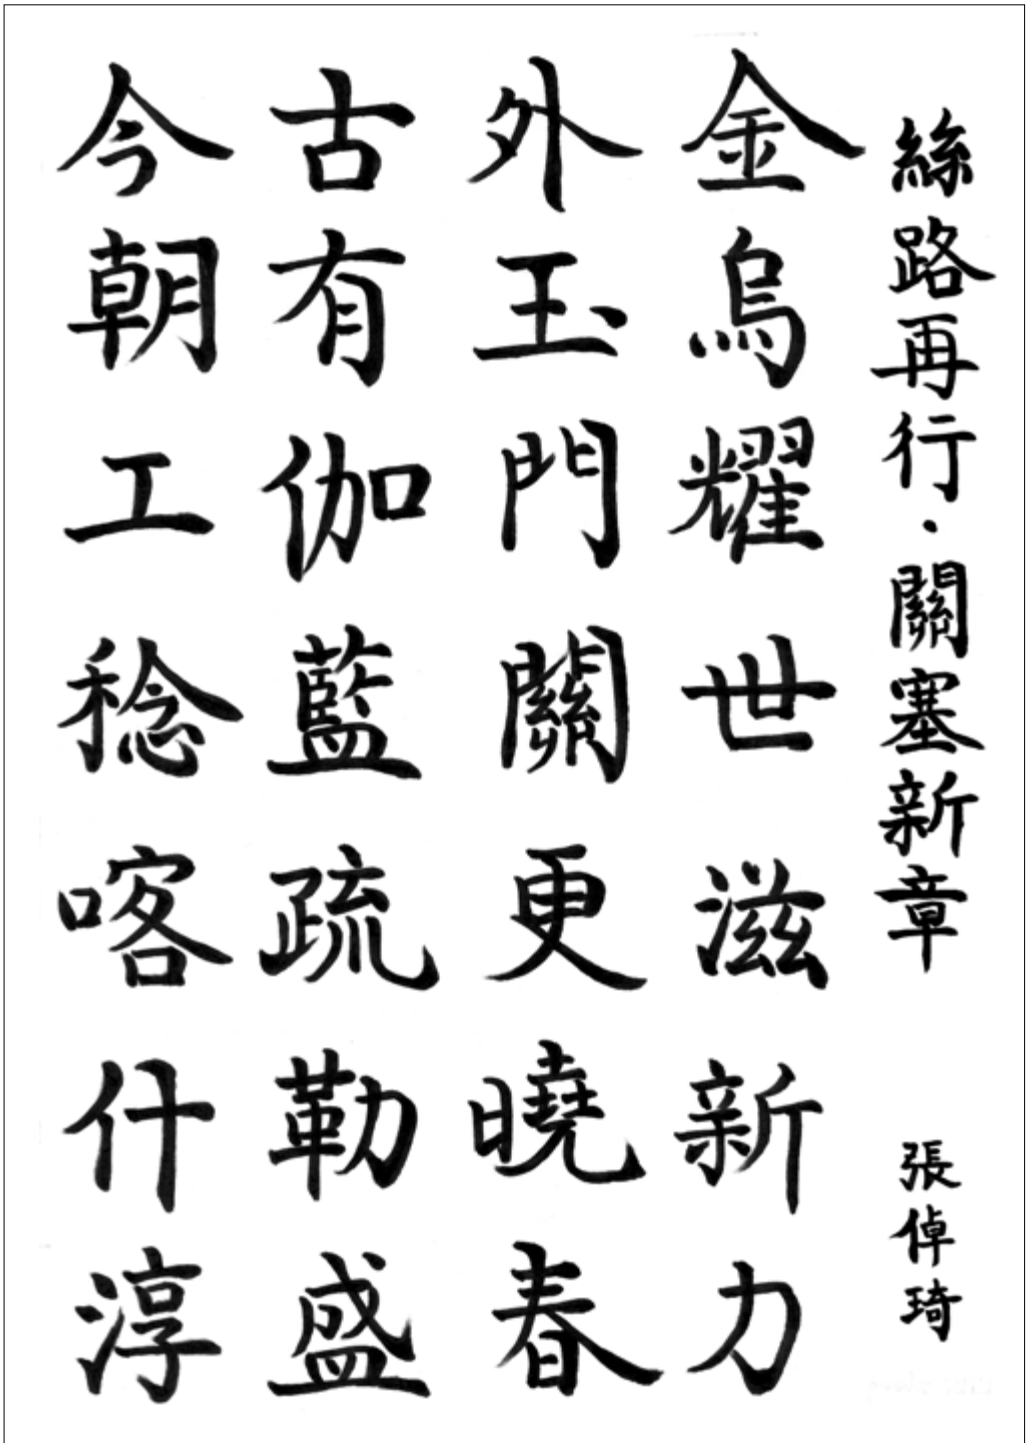 絲路再行·關塞新章 張倬琦
金烏耀世滋新力
外玉門關更曉春
古有伽藍疏勒盛
今朝工稔喀什淳